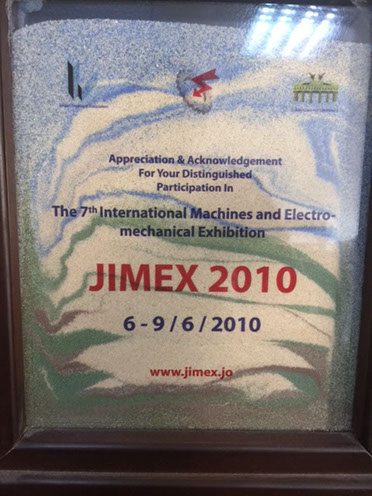 Appreciation & Acknowledgement
For Your Distinguished
Participation In
The 7th International Machines and Electro-
mechanical Exhibition
JIMEX 2010
6 - 9 / 6 / 2010
www.jimex.jo